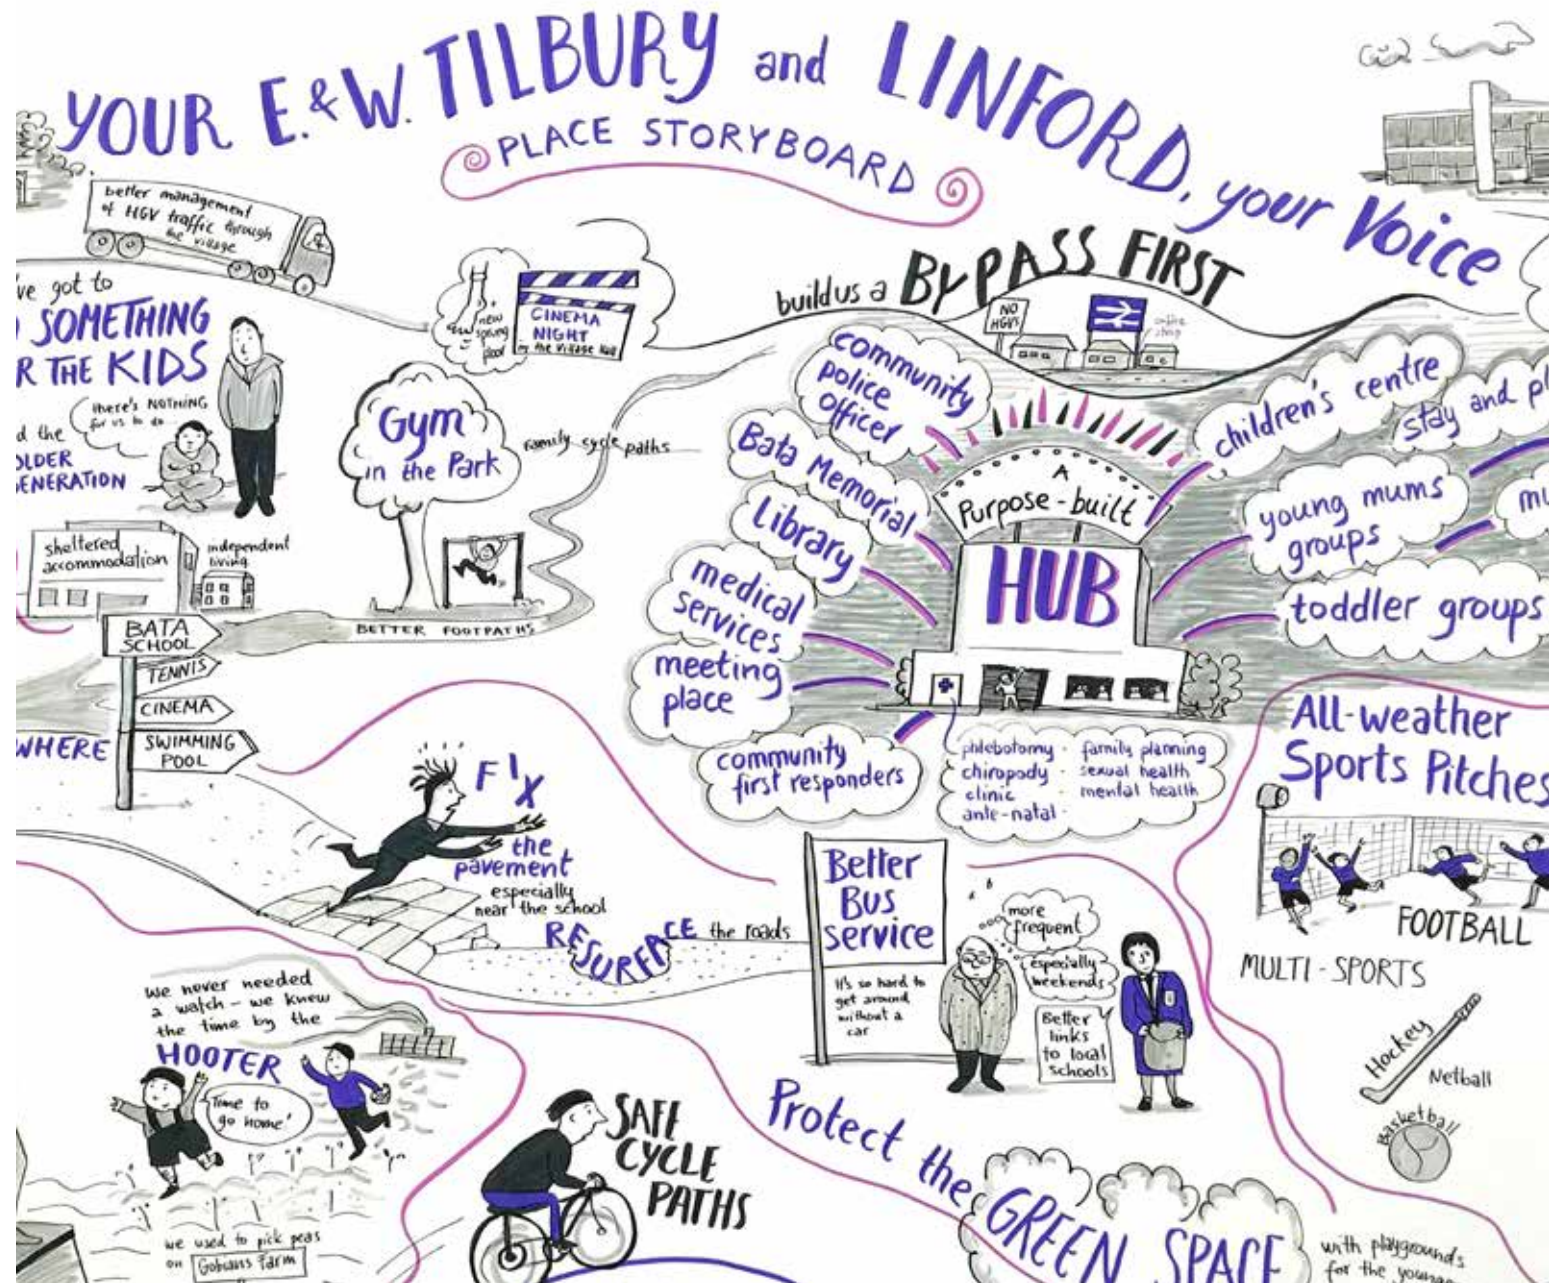 YOUR E. & W. TILBURY and LINFORD, your Voice
PLACE STORYBOARD
better management
of HGV traffic through
the village
ve got to
SOMETHING
R THE KIDS
there's NOTHING
for us to do
d the
OLDER
ENERATION
new
sprung
floor
CINEMA
NIGHT
in the Village Hall
build us a BYPASS FIRST
NO
HGVS
Gym
in the Park
family cycle paths
sheltered
accommodation
independent
living
BETTER FOOTPATHS
BATA
SCHOOL
TENNIS
CINEMA
SWIMMING
POOL
WHERE
community
police
officer
Bata Memorial
Library
medical
services
meeting
place
community
first responders
A
Purpose-built
HUB
children's centre
stay and pl
young mums
groups
mu
toddler groups
phlebotomy · family planning
chiropody · sexual health
clinic · mental health
ante-natal ·
All-weather
Sports Pitches
FOOTBALL
MULTI-SPORTS
Hockey
Netball
Basketball
FIX
the
pavement
especially
near the school
RESURFACE the roads
Better
Bus
Service
It's so hard to
get around
without a
car
more
frequent
especially
weekends
Better
links
to local
schools
we never needed
a watch – we knew
the time by the
HOOTER
Time to
go home'
we used to pick peas
on Gobians Farm
SAFE
CYCLE
PATHS
Protect the
GREEN SPACE
with playgrounds
for the younge